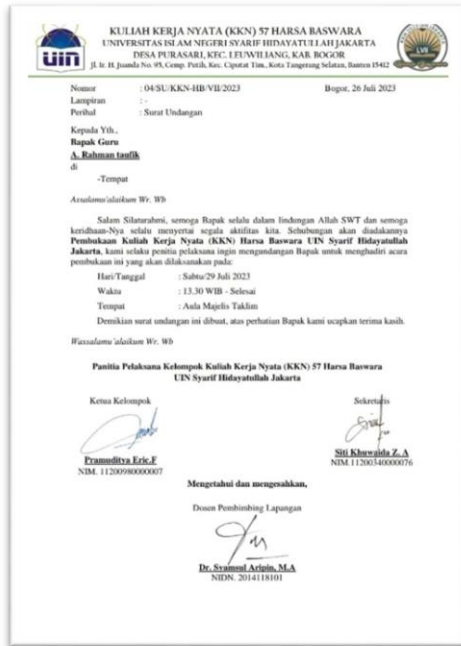 KULIAH KERJA NYATA (KKN) 57 HARSA BASWARA
UNIVERSITAS ISLAM NEGERI SYARIF HIDAYATULLAH JAKARTA
DESA PURASARI, KEC. LEUWILIANG, KAB. BOGOR
Jl. Ir. H. Juanda No. 95, Cemp. Putih, Kec. Ciputat Tim., Kota Tangerang Selatan, Banten 15412
UIN
LVII
Nomor : 04/SU/KKN-HB/VII/2023 Bogor, 26 Juli 2023
Lampiran : -
Perihal : Surat Undangan
Kepada Yth.,
Bapak Guru
A. Rahman taufik
di
-Tempat
Assalamu'alaikum Wr. Wb
Salam Silaturahmi, semoga Bapak selalu dalam lindungan Allah SWT dan semoga
keridhaan-Nya selalu menyertai segala aktifitas kita. Sehubungan akan diadakannya
Pembukaan Kuliah Kerja Nyata (KKN) Harsa Baswara UIN Syarif Hidayatullah
Jakarta, kami selaku panitia pelaksana ingin mengundangan Bapak untuk menghadiri acara
pembukaan ini yang akan dilaksanakan pada:
Hari/Tanggal : Sabtu/29 Juli 2023
Waktu : 13.30 WIB - Selesai
Tempat : Aula Majelis Taklim
Demikian surat undangan ini dibuat, atas perhatian Bapak kami ucapkan terima kasih.
Wassalamu'alaikum Wr. Wb
Panitia Pelaksana Kelompok Kuliah Kerja Nyata (KKN) 57 Harsa Baswara
UIN Syarif Hidayatullah Jakarta
Ketua Kelompok Sekretaris
Pramuditya Eric.F Siti Khuwaida Z. A
NIM. 11200980000007 NIM.11200340000076
Mengetahui dan mengesahkan,
Dosen Pembimbing Lapangan
Dr. Syamsul Aripin, M.A
NIDN. 2014118101